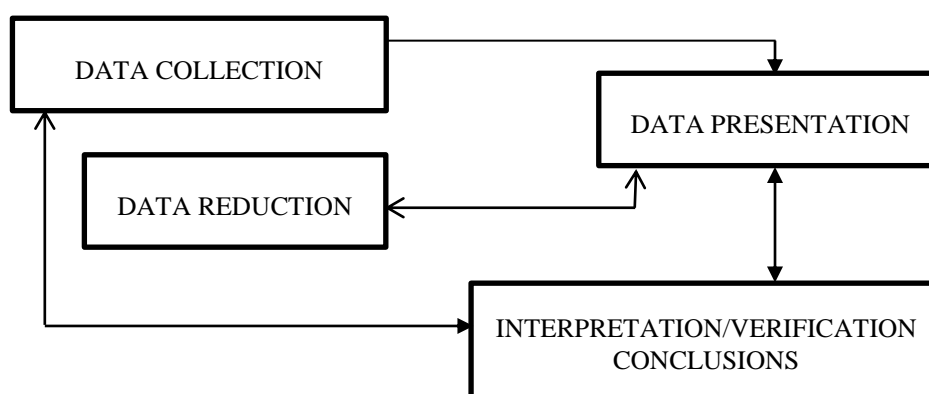 DATA COLLECTION
DATA PRESENTATION
DATA REDUCTION
INTERPRETATION/VERIFICATION
CONCLUSIONS